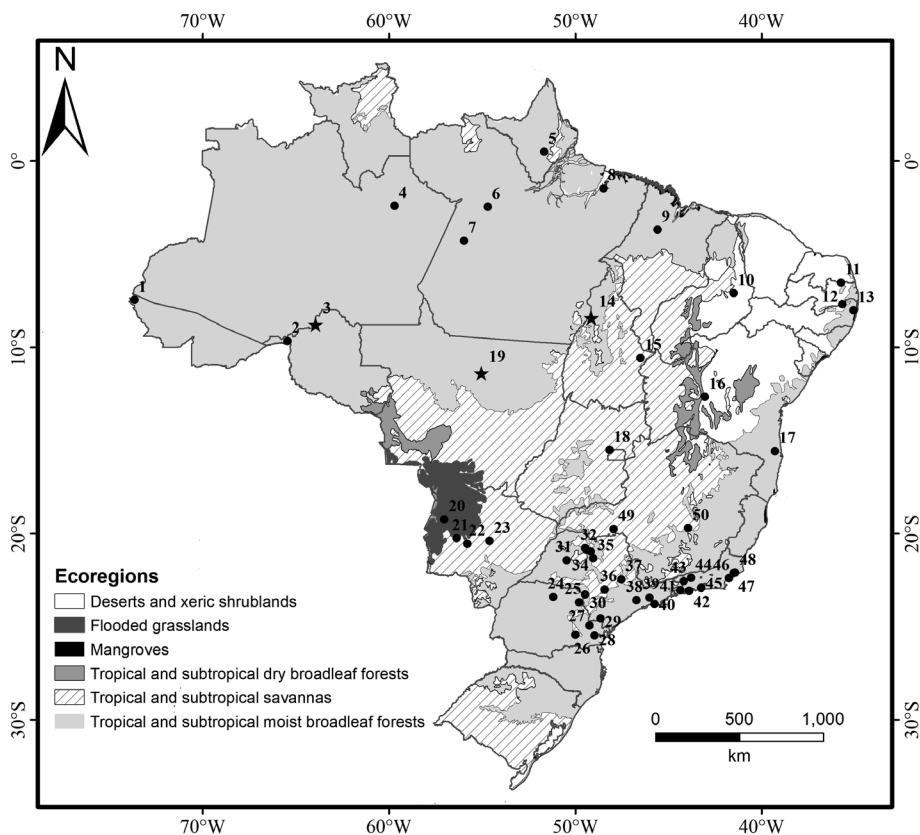 70°W 60°W 50°W 40°W
N
0°
10°S
20°S
30°S
0°
10°S
20°S
30°S
5
8
4
6
9
7
1
10
11
12
13
3
14
2
15
19
16
17
18
20
49
50
21
22
23
32
31
35
34
37
43
44
46
48
36
24
25
38
39
41
45
47
30
40
42
27
29
26
28
Ecoregions
Deserts and xeric shrublands
Flooded grasslands
Mangroves
Tropical and subtropical dry broadleaf forests
Tropical and subtropical savannas
Tropical and subtropical moist broadleaf forests
0 500 1,000
km
70°W 60°W 50°W 40°W